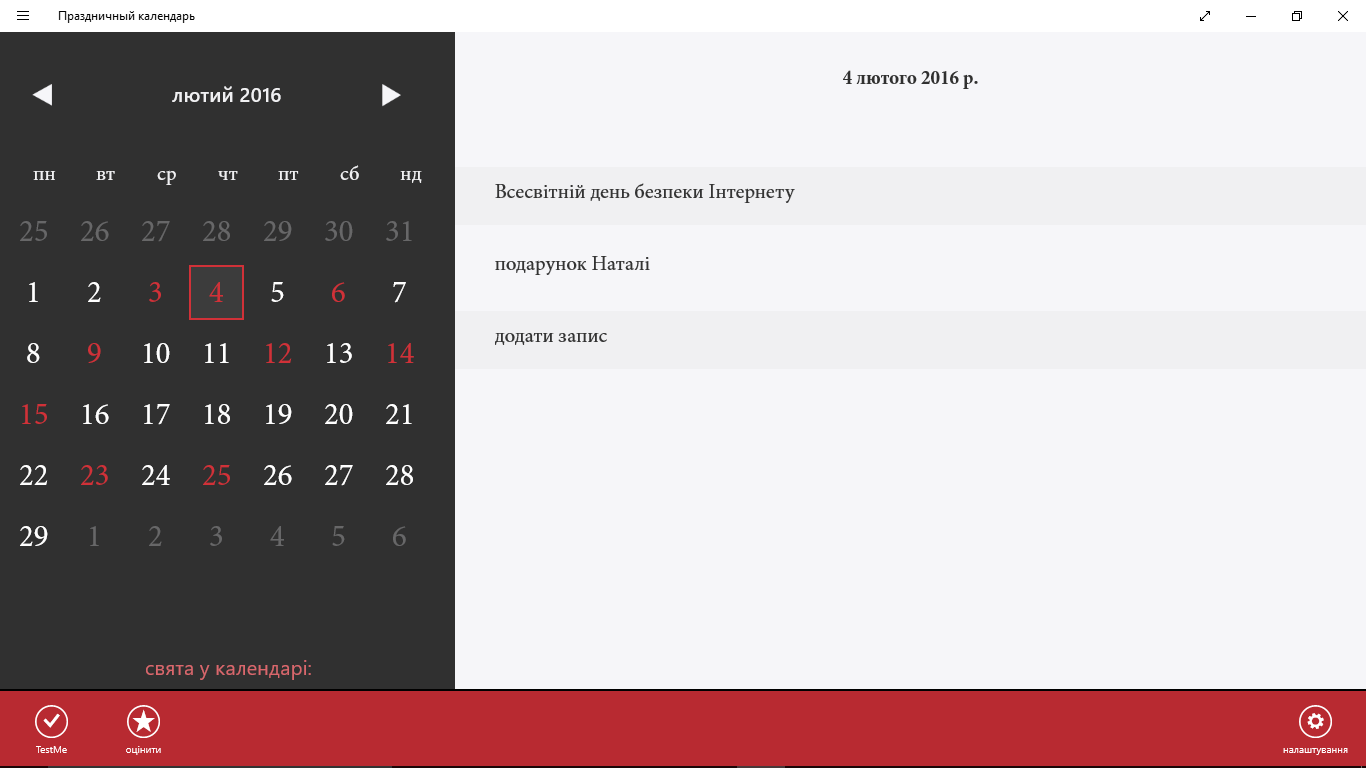 Праздничный календарь
лютий 2016
пн вт ср чт пт сб нд
25 26 27 28 29 30 31
1 2 3 4 5 6 7
8 9 10 11 12 13 14
15 16 17 18 19 20 21
22 23 24 25 26 27 28
29 1 2 3 4 5 6
свята у календарі:
4 лютого 2016 р.
Всесвітній день безпеки Інтернету
подарунок Наталі
додати запис
TestMe
оцінити
налаштування